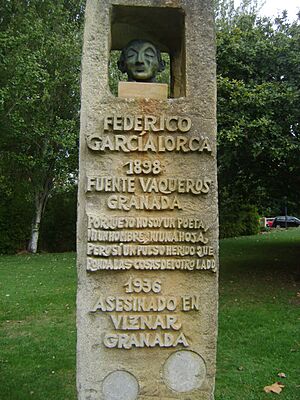 FEDERICO
GARCIA LORCA
1898
FUENTE VAQUEROS
GRANADA
PORQUE YO NO SOY UN POETA,
NI UN HOMBRE, NI UNA HOJA,
PERO SI UN PULSO HERIDO QUE
RONDA LAS COSAS DEL OTRO LADO
1936
ASESINADO EN
VIZNAR
GRANADA